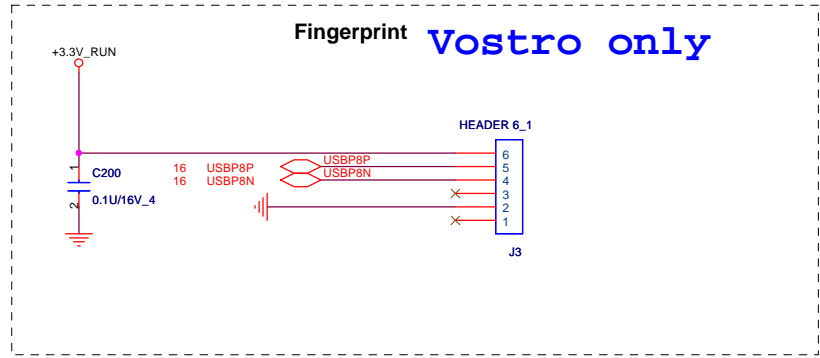 Fingerprint Vostro only
+3.3V_RUN
HEADER 6_1
1 C200
2 0.1U/16V_4
16 USBP8P USBP8P
16 USBP8N USBP8N
6
5
4
3
2
1
J3